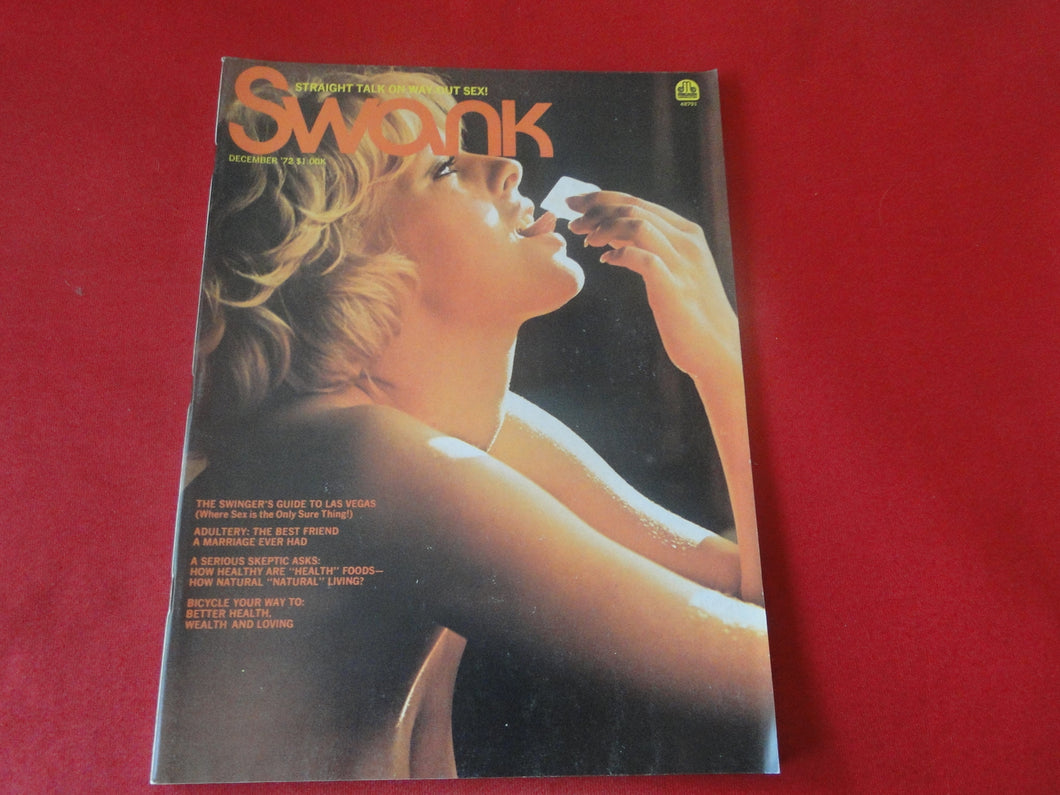 STRAIGHT TALK ON WAY-OUT SEX!
Swank
DECEMBER '72 $1.00K
THE SWINGER'S GUIDE TO LAS VEGAS
(Where Sex is the Only Sure Thing!)
ADULTERY: THE BEST FRIEND
A MARRIAGE EVER HAD
A SERIOUS SKEPTIC ASKS:
HOW HEALTHY ARE "HEALTH" FOODS—
HOW NATURAL "NATURAL" LIVING?
BICYCLE YOUR WAY TO:
BETTER HEALTH,
WEALTH AND LOVING